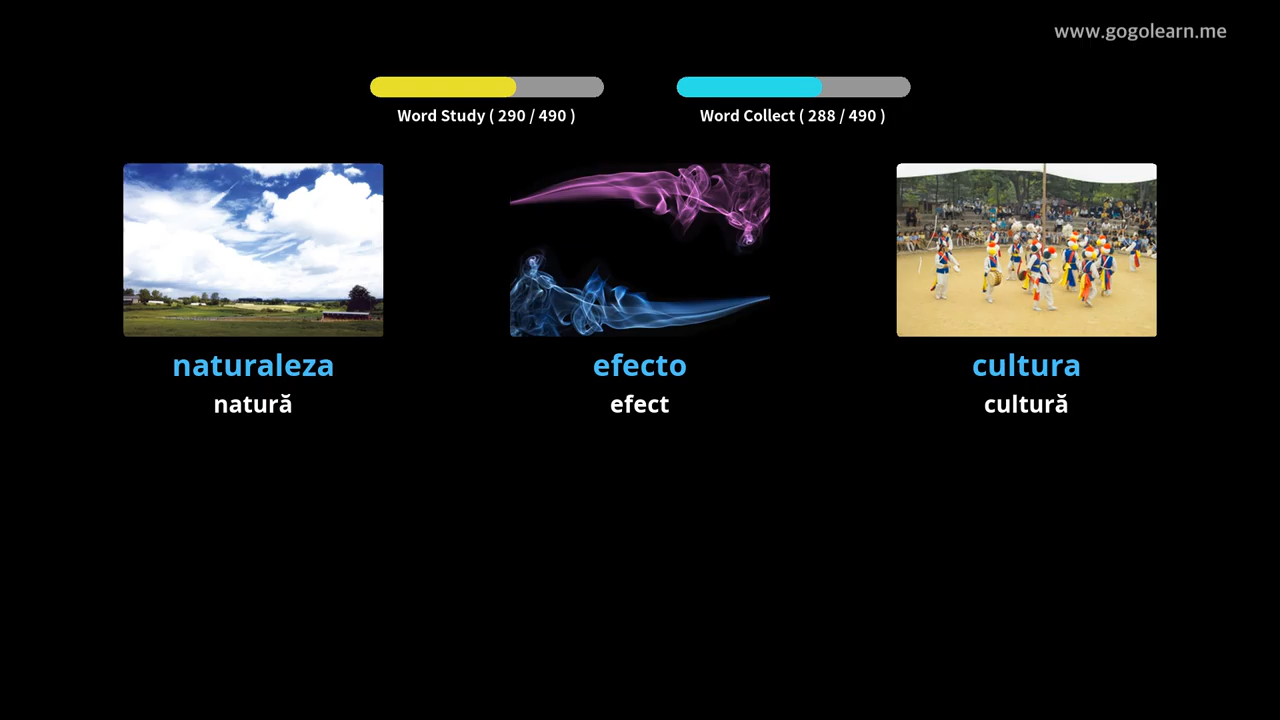 www.gogolearn.me
Word Study ( 290 / 490 )
Word Collect ( 288 / 490 )
naturaleza
natură
efecto
efect
cultura
cultură